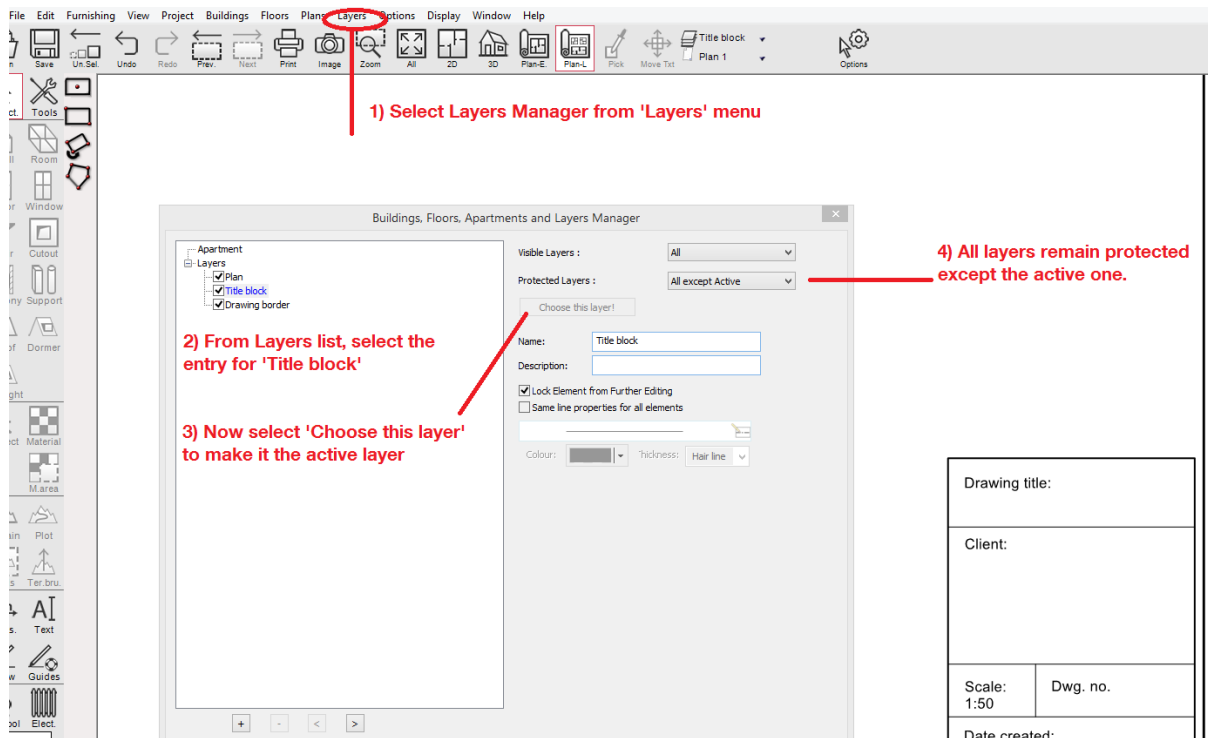 File Edit Furnishing View Project Buildings Floors Plans Layers Options Display Window Help
Save Un.Sel. Undo Redo Prev. Next Print Image Zoom All 2D 3D Plan-E. Plan-L Pick Move Txt Title block Plan 1 Options
1) Select Layers Manager from 'Layers' menu
Tools
Room
Window
Cutout
Support
Dormer
Material
M.area
Plot
Ter.bru.
Text
Guides
Elect.
Buildings, Floors, Apartments and Layers Manager
Apartment
Layers
Plan
Title block
Drawing border
2) From Layers list, select the
entry for 'Title block'
3) Now select 'Choose this layer'
to make it the active layer
+ - < >
Visible Layers : All
Protected Layers : All except Active
Choose this layer!
Name: Title block
Description:
Lock Element from Further Editing
Same line properties for all elements
Colour: Thickness: Hair line
4) All layers remain protected
except the active one.
Drawing title:
Client:
Scale: Dwg. no.
1:50
Date created: